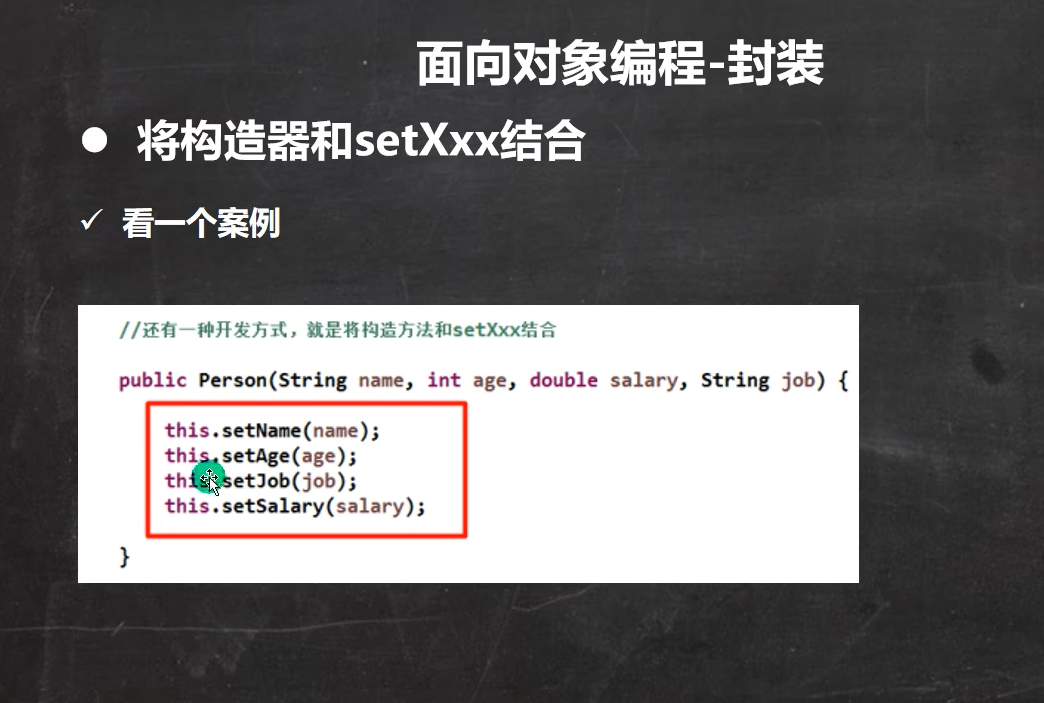 面向对象编程-封装
● 将构造器和setXxx结合
✓ 看一个案例
//还有一种开发方式，就是将构造方法和setXxx结合
public Person(String name, int age, double salary, String job) {
this.setName(name);
this.setAge(age);
this.setJob(job);
this.setSalary(salary);
}